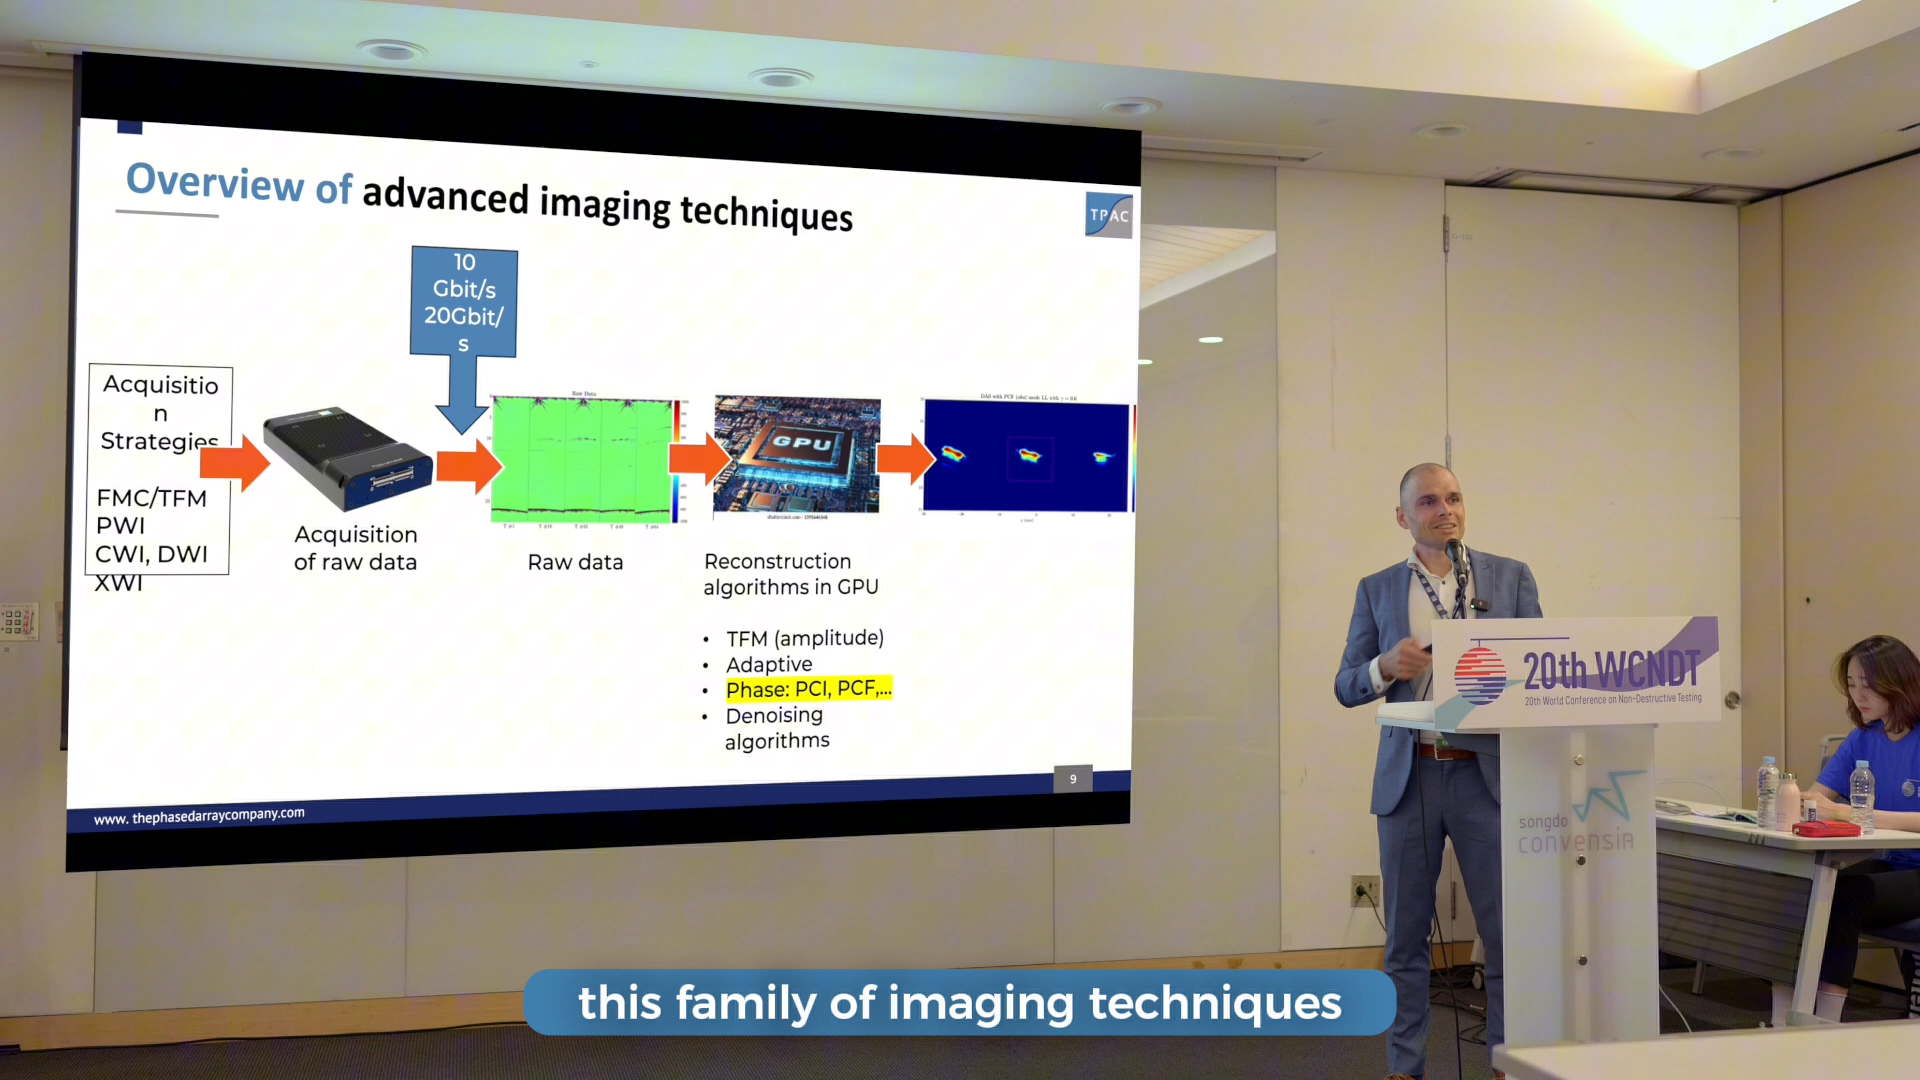 Overview of advanced imaging techniques
TPAC
10
Gbit/s
20Gbit/
s
Acquisitio
n
Strategies
FMC/TFM
PWI
CWI, DWI
XWI
Acquisition
of raw data
Raw Data
Raw data
GPU
Reconstruction
algorithms in GPU
• TFM (amplitude)
• Adaptive
• Phase: PCI, PCF,...
• Denoising
algorithms
9
www. thephasedarraycompany.com
20th WCNDT
20th World Conference on Non-Destructive Testing
songdo
convensia
this family of imaging techniques